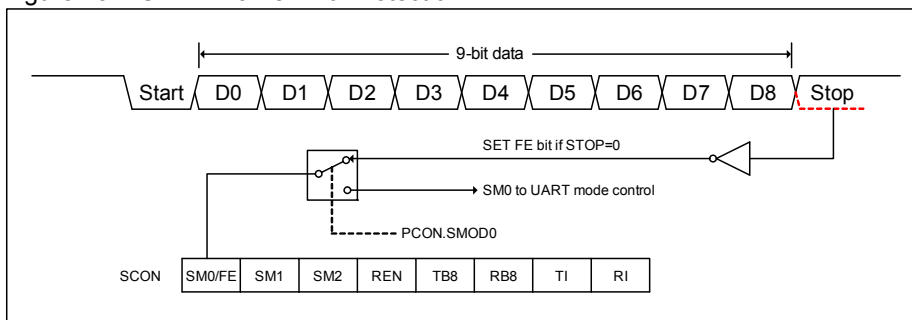 9-bit data
Start D0 D1 D2 D3 D4 D5 D6 D7 D8 Stop
SET FE bit if STOP=0
SM0 to UART mode control
PCON.SMOD0
SCON SM0/FE SM1 SM2 REN TB8 RB8 TI RI